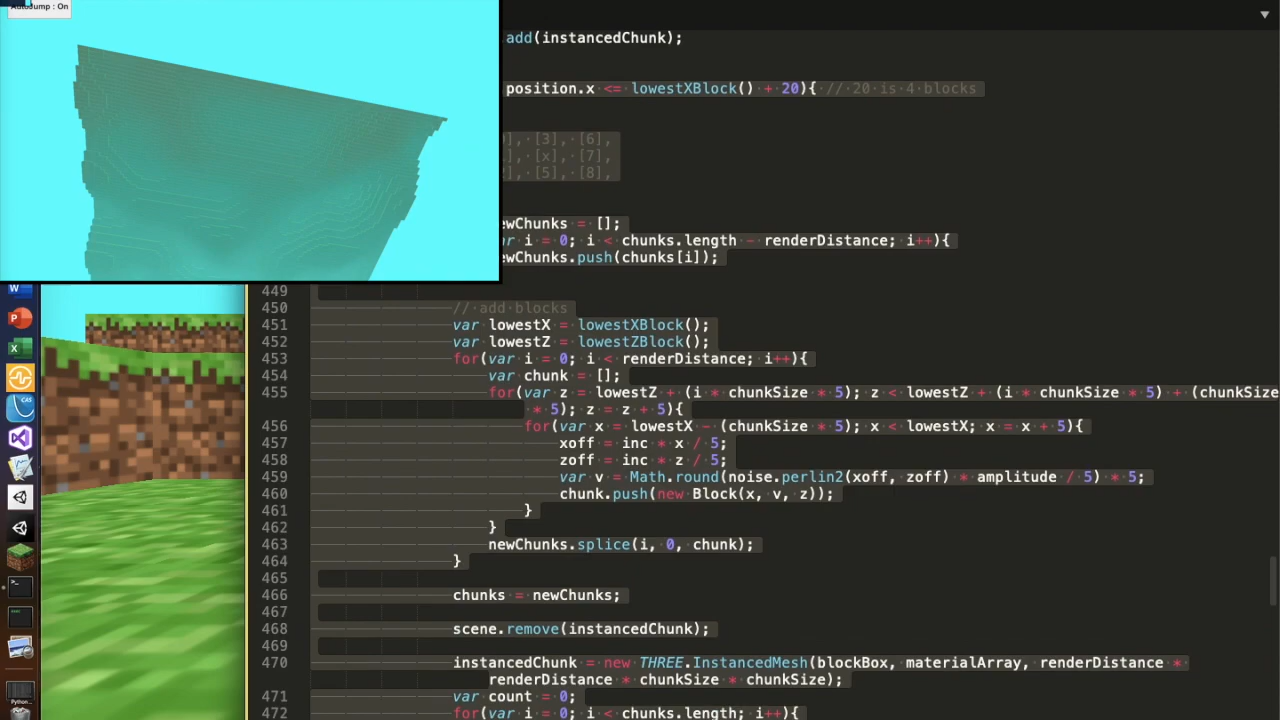 AutoJump : On
.add(instancedChunk);
position.x <= lowestXBlock() + 20){ // 20 is 4 blocks
], [3], [6],
], [x], [7],
], [5], [8],
ewChunks = [];
ar i = 0; i < chunks.length - renderDistance; i++){
ewChunks.push(chunks[i]);
449
450 // add blocks
451 var lowestX = lowestXBlock();
452 var lowestZ = lowestZBlock();
453 for(var i = 0; i < renderDistance; i++){
454 var chunk = [];
455 for(var z = lowestZ + (i * chunkSize * 5); z < lowestZ + (i * chunkSize * 5) + (chunkSize
* 5); z = z + 5){
456 for(var x = lowestX - (chunkSize * 5); x < lowestX; x = x + 5){
457 xoff = inc * x / 5;
458 zoff = inc * z / 5;
459 var v = Math.round(noise.perlin2(xoff, zoff) * amplitude / 5) * 5;
460 chunk.push(new Block(x, v, z));
461 }
462 }
463 newChunks.splice(i, 0, chunk);
464 }
465
466 chunks = newChunks;
467
468 scene.remove(instancedChunk);
469
470 instancedChunk = new THREE.InstancedMesh(blockBox, materialArray, renderDistance *
renderDistance * chunkSize * chunkSize);
471 var count = 0;
472 for(var i = 0; i < chunks.length; i++){